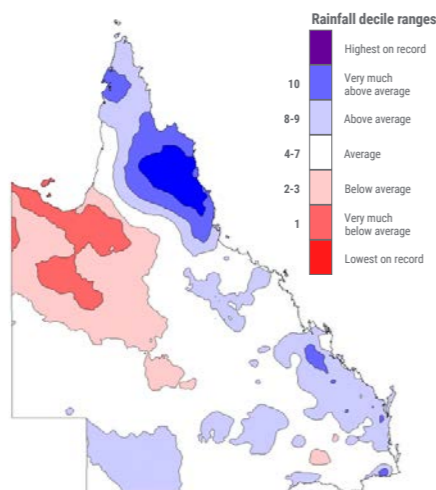 Rainfall decile ranges
Highest on record
10 Very much
above average
8-9 Above average
4-7 Average
2-3 Below average
1 Very much
below average
Lowest on record